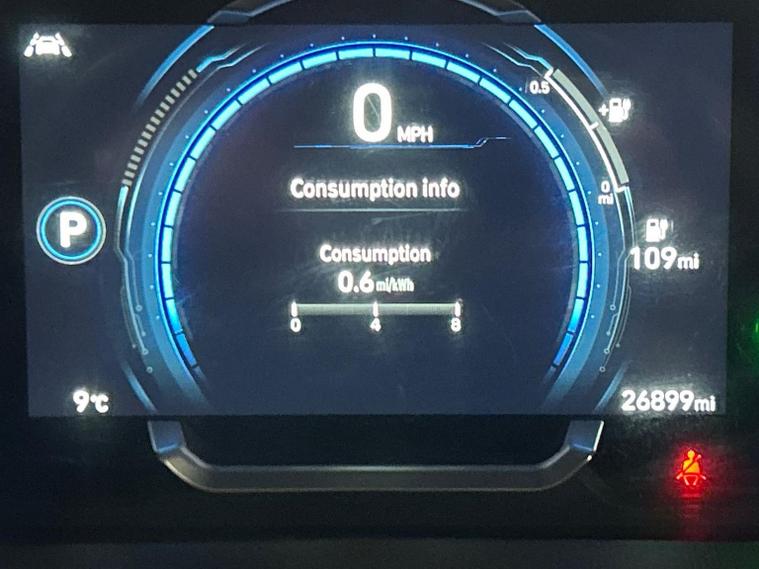 0 MPH
0.5
Consumption info
0
mi
P
Consumption
109mi
0.6 mi/kWh
0 4 8
9°C
26899mi